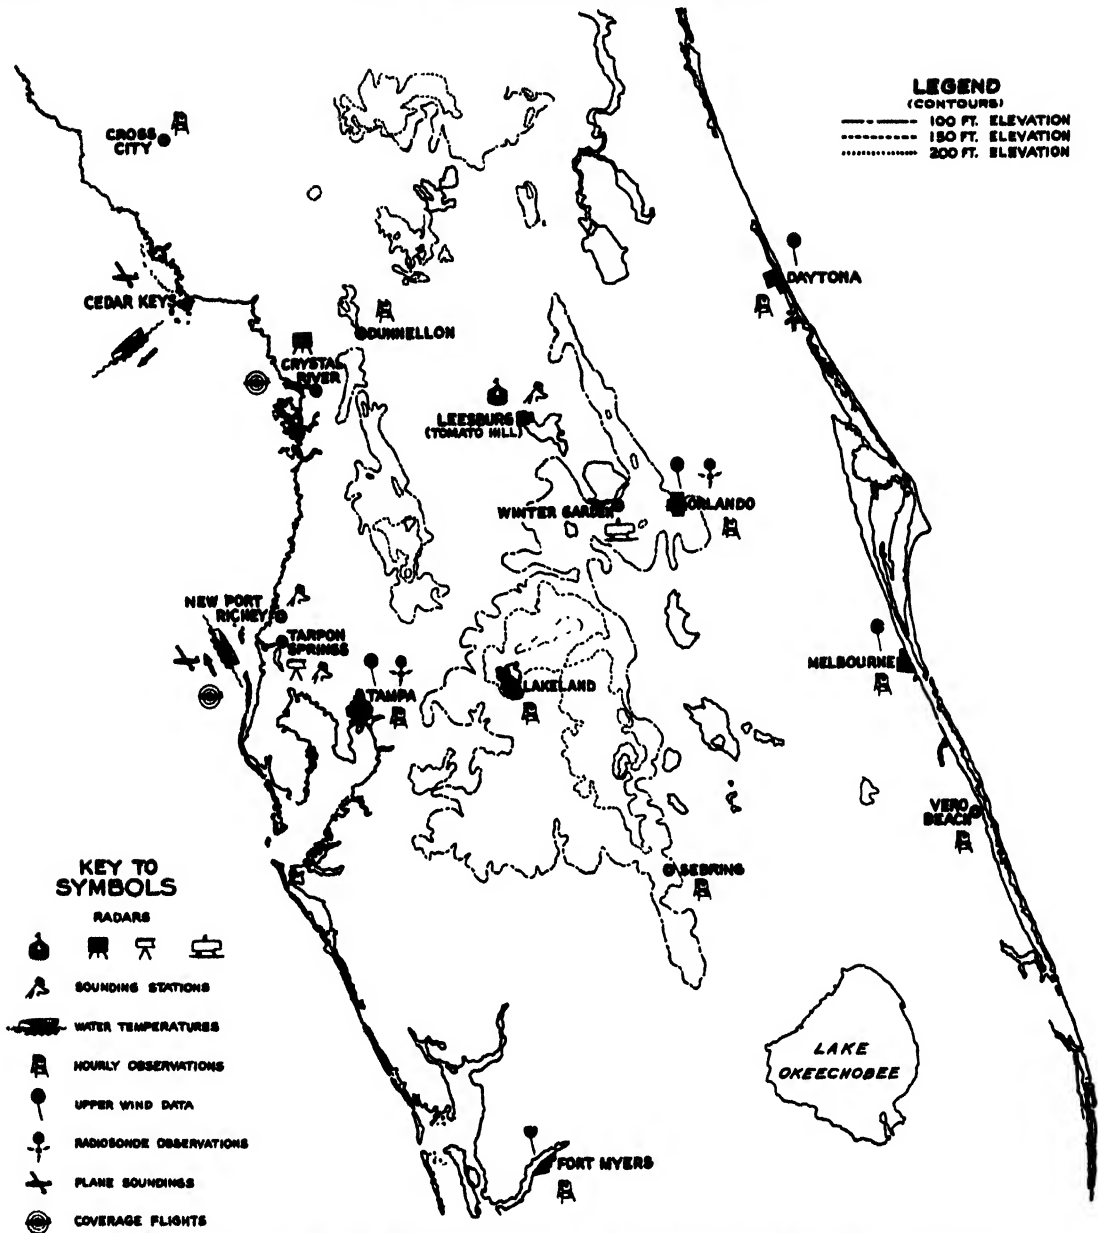 LEGEND
(CONTOURS)
100 FT. ELEVATION
150 FT. ELEVATION
200 FT. ELEVATION
CROSS
CITY
DAYTONA
CEDAR KEYS
DUNNELLON
CRYSTAL
RIVER
LEESBURG
(TOMATO HILL)
WINTER GARDEN
ORLANDO
NEW PORT
RICHEY
TARPON
SPRINGS
MELBOURNE
TAMPA
LAKELAND
VERO
BEACH
SEBRING
KEY TO
SYMBOLS
RADARS
SOUNDING STATIONS
WATER TEMPERATURES
HOURLY OBSERVATIONS
UPPER WIND DATA
RADIOSONDE OBSERVATIONS
PLANE SOUNDINGS
COVERAGE FLIGHTS
LAKE
OKEECHOBEE
FORT MYERS